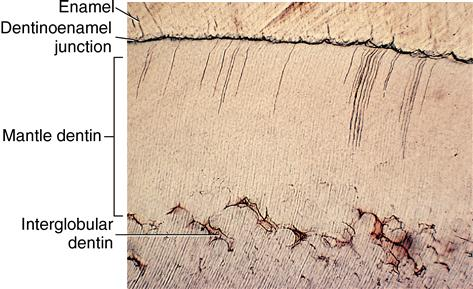 Enamel
Dentinoenamel
junction
Mantle dentin
Interglobular
dentin